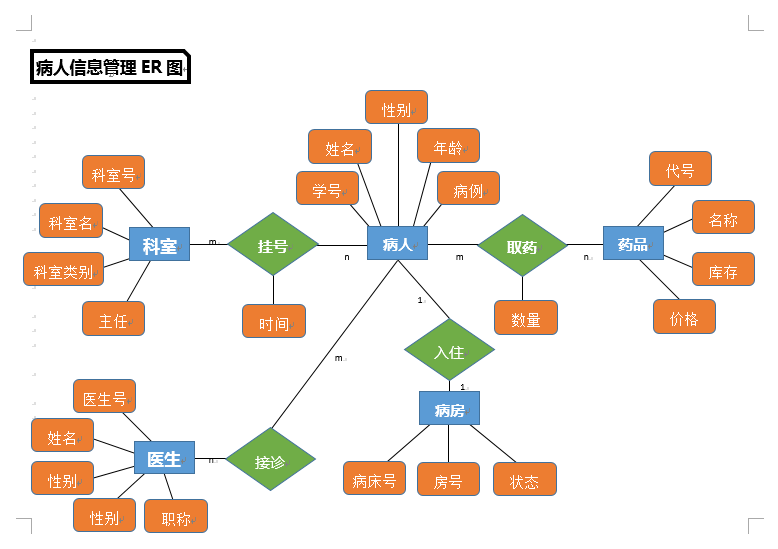 病人信息管理 ER 图
性别
姓名
年龄
学号
病例
科室号
科室名
科室类别
主任
科室
m
挂号
n
时间
病人
m
取药
n
数量
药品
代号
名称
库存
价格
1
入住
1
病房
病床号
房号
状态
m
接诊
n
医生
医生号
姓名
性别
性别
职称